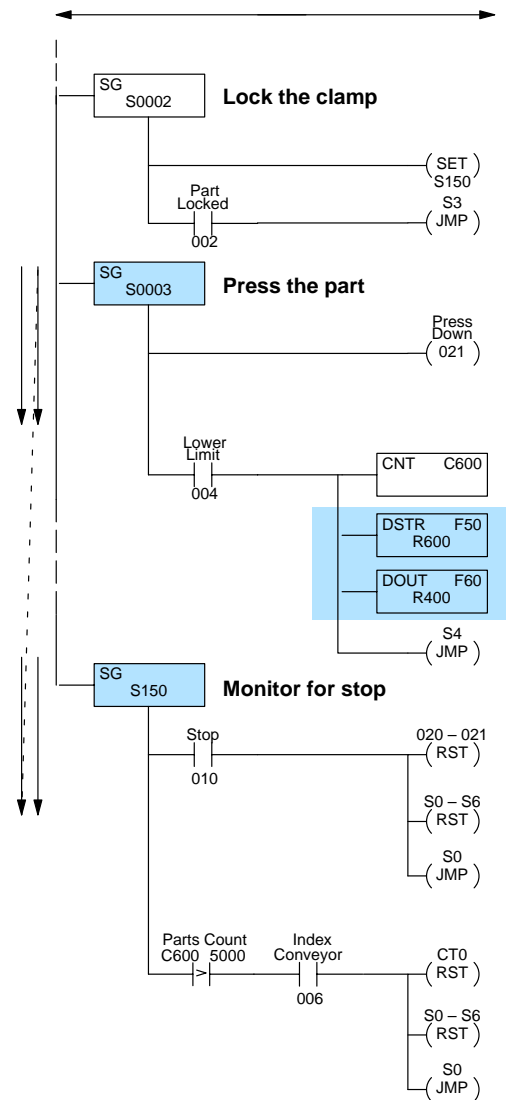 SG
S0002
Lock the clamp
SET
S150
Part
Locked
002
S3
JMP
SG
S0003
Press the part
Press
Down
021
Lower
Limit
004
CNT C600
DSTR F50
R600
DOUT F60
R400
S4
JMP
SG
S150
Monitor for stop
Stop
010
020 – 021
RST
S0 – S6
RST
S0
JMP
Parts Count
C600 5000
>
Index
Conveyor
006
CT0
RST
S0 – S6
RST
S0
JMP